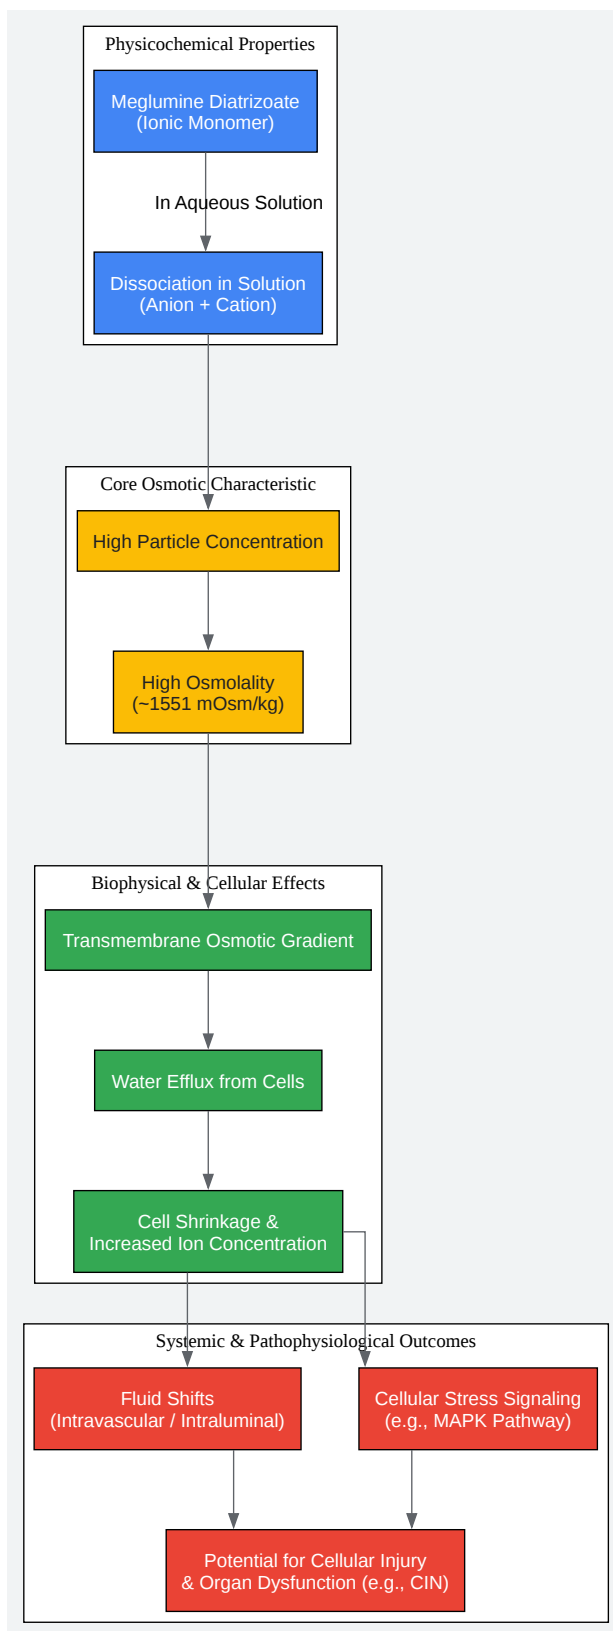 Physicochemical Properties
Meglumine Diatrizoate
(Ionic Monomer)
In Aqueous Solution
Dissociation in Solution
(Anion + Cation)
Core Osmotic Characteristic
High Particle Concentration
High Osmolality
(~1551 mOsm/kg)
Biophysical & Cellular Effects
Transmembrane Osmotic Gradient
Water Efflux from Cells
Cell Shrinkage &
Increased Ion Concentration
Systemic & Pathophysiological Outcomes
Fluid Shifts
(Intravascular / Intraluminal)
Cellular Stress Signaling
(e.g., MAPK Pathway)
Potential for Cellular Injury
& Organ Dysfunction (e.g., CIN)